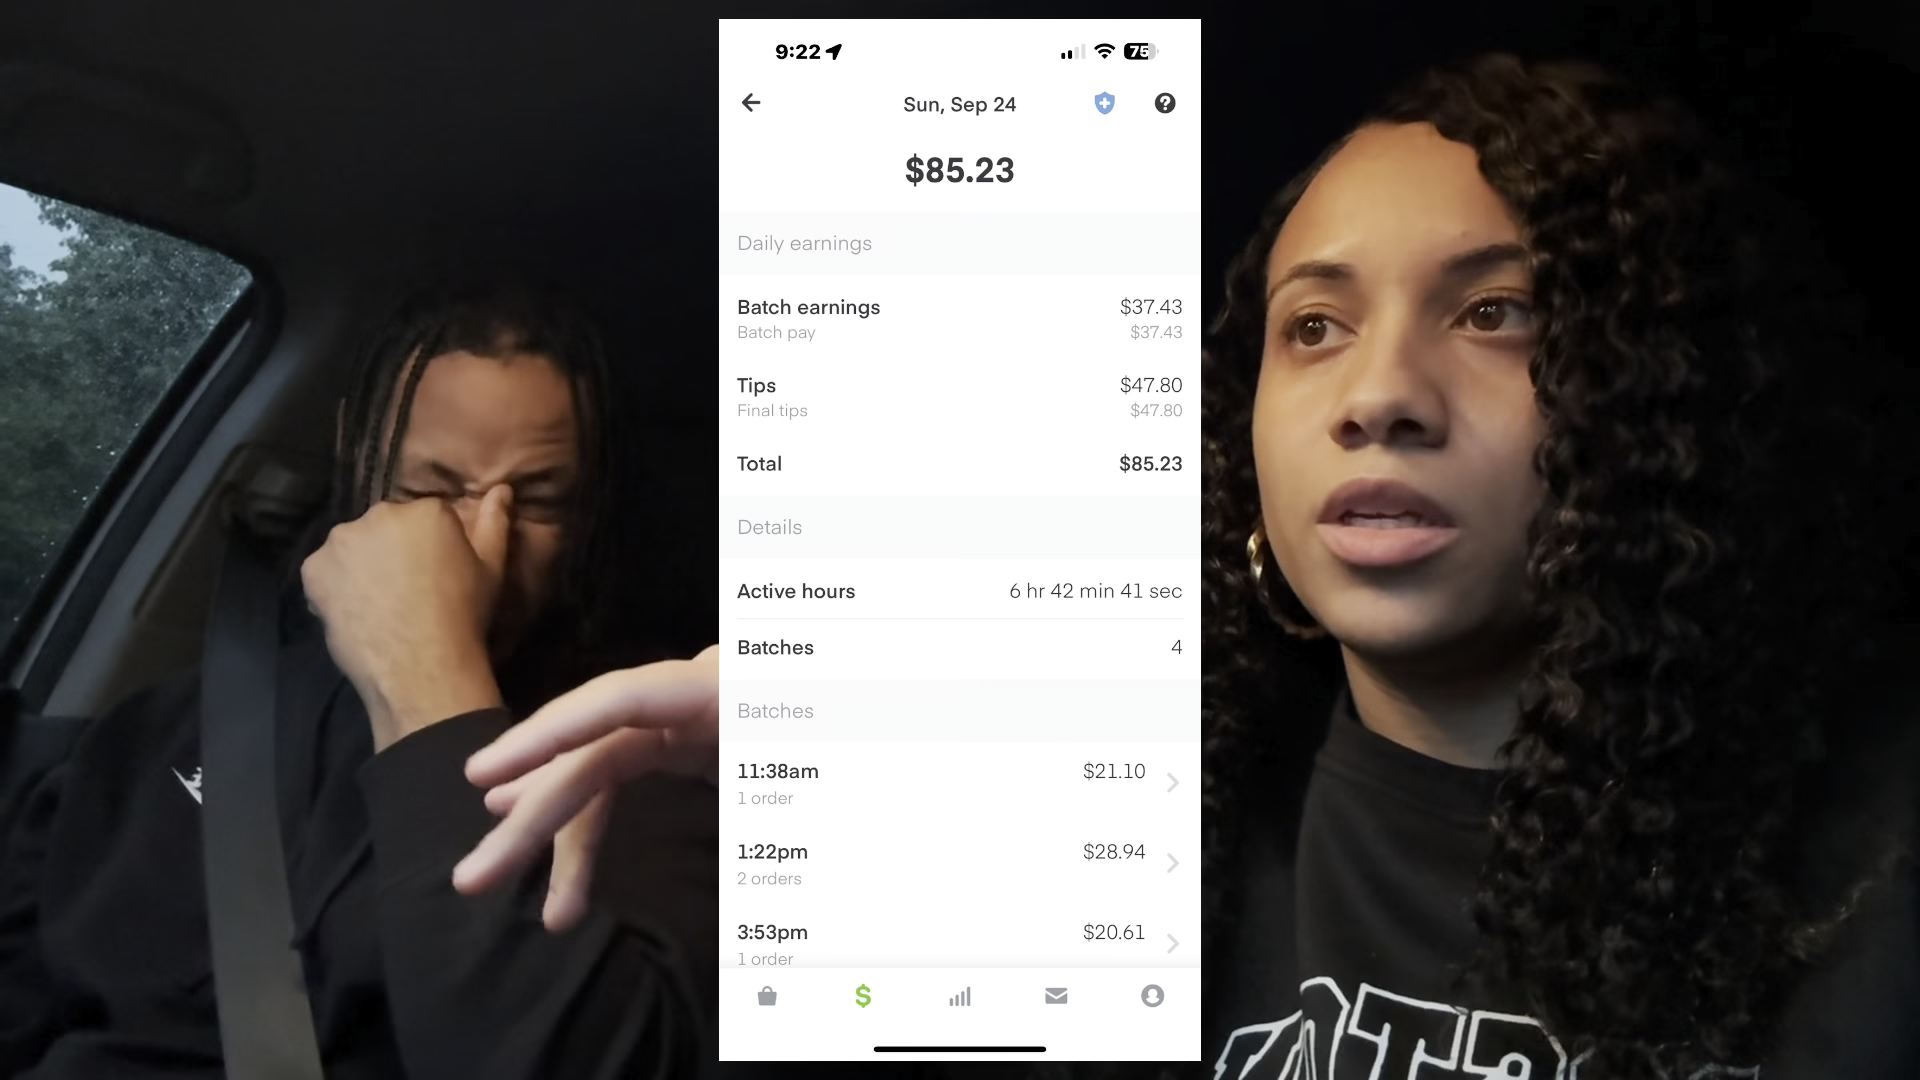 9:22
75
Sun, Sep 24
$85.23
Daily earnings
Batch earnings $37.43
Batch pay $37.43
Tips $47.80
Final tips $47.80
Total $85.23
Details
Active hours 6 hr 42 min 41 sec
Batches 4
Batches
11:38am $21.10
1 order
1:22pm $28.94
2 orders
3:53pm $20.61
1 order
$